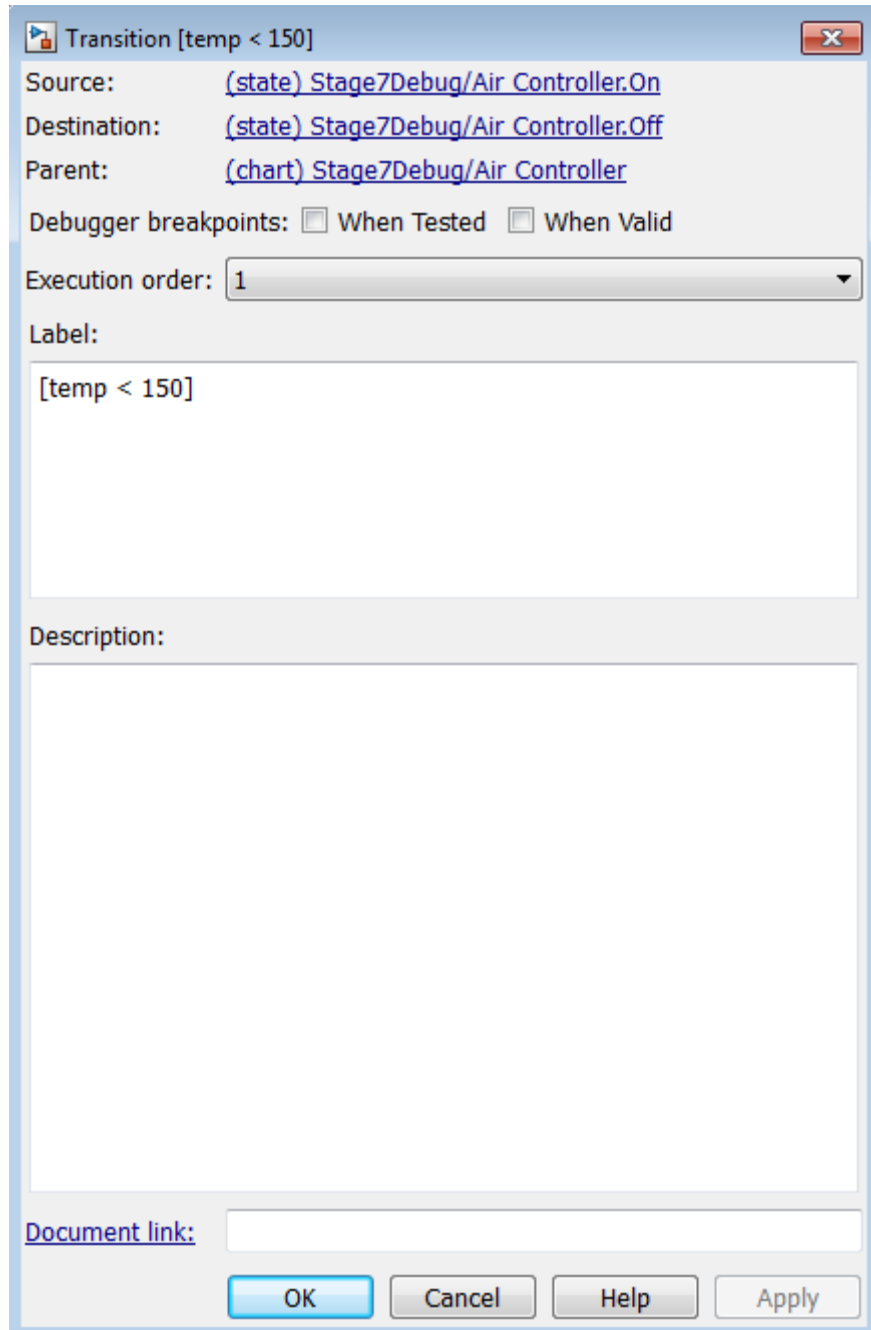 Transition [temp < 150]
Source: (state) Stage7Debug/Air Controller.On
Destination: (state) Stage7Debug/Air Controller.Off
Parent: (chart) Stage7Debug/Air Controller
Debugger breakpoints: When Tested When Valid
Execution order: 1
Label:
[temp < 150]
Description:
Document link:
OK Cancel Help Apply